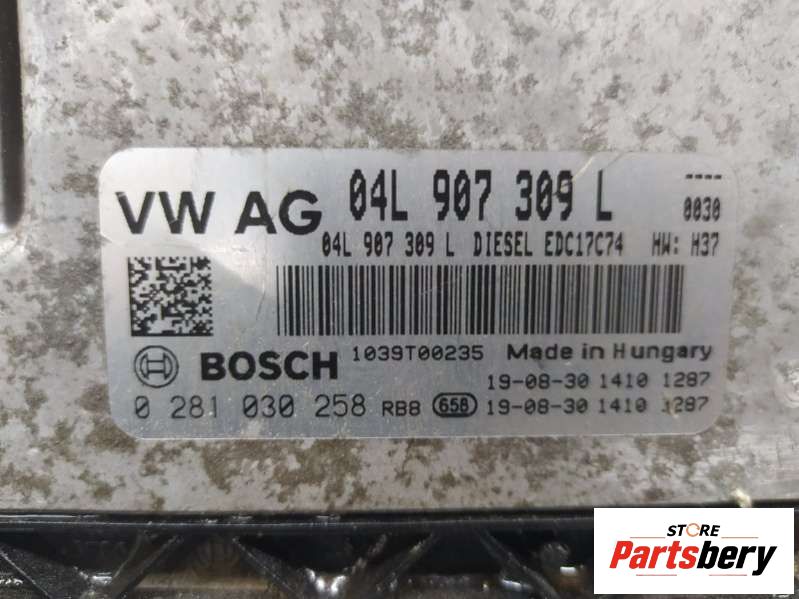 VW AG 04L 907 309 L ----
0030
04L 907 309 L DIESEL EDC17C74 HW: H37
BOSCH 1039T00235 Made in Hungary
19-08-30 1410 1287
0 281 030 258 RB8 658 19-08-30 1410 1287
STORE
Partsbery